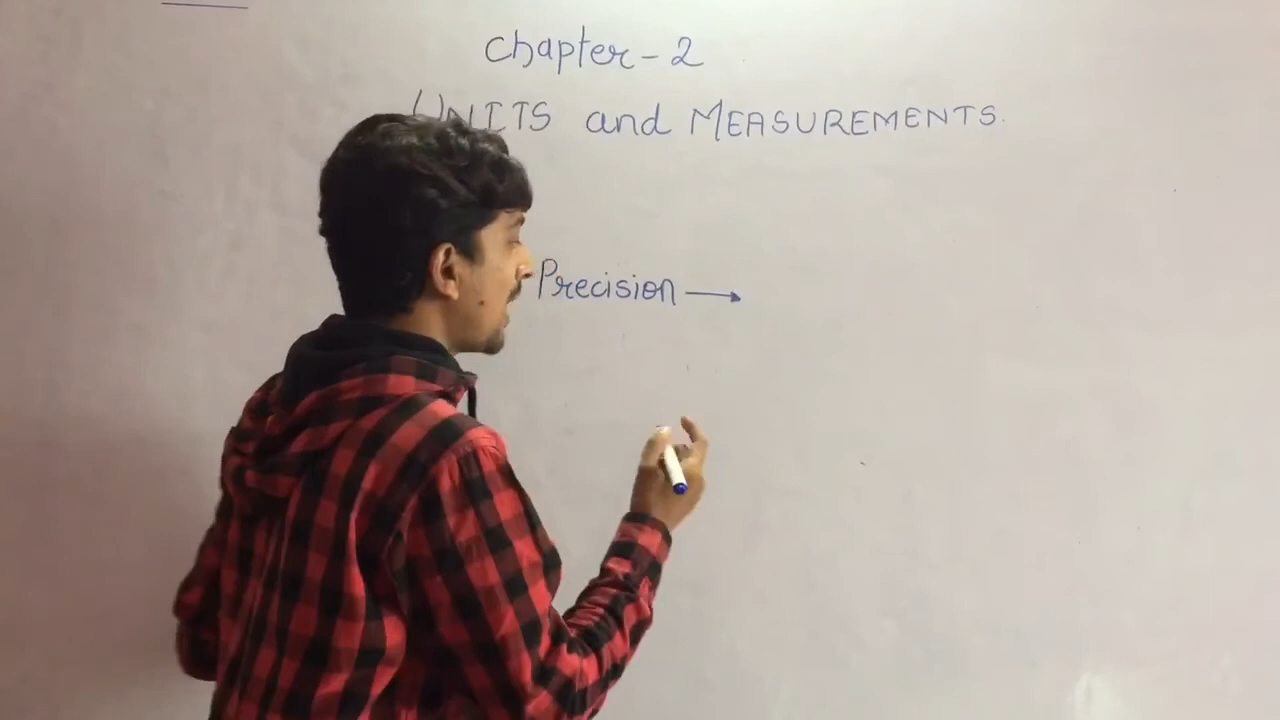 Chapter - 2
UNITS and MEASUREMENTS.
Precision →